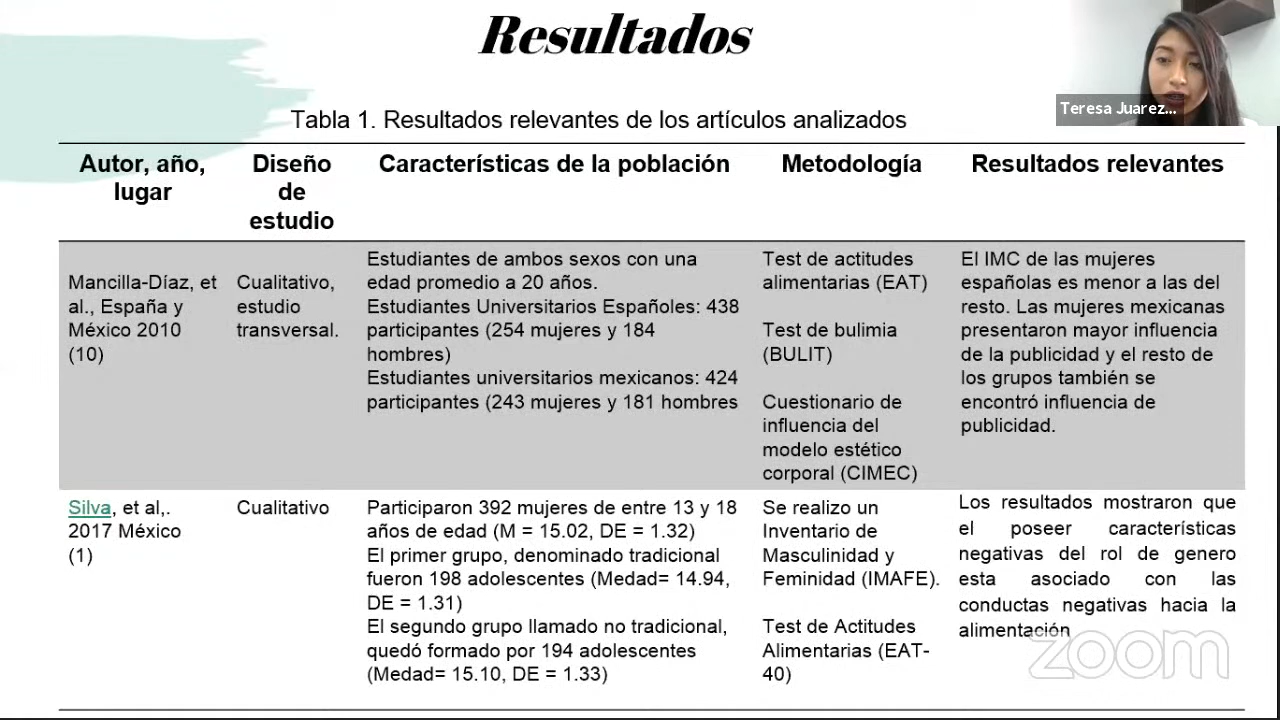 Resultados
Teresa Juarez...
Tabla 1. Resultados relevantes de los artículos analizados
Autor, año,
lugar
Diseño
de
estudio
Características de la población
Metodología
Resultados relevantes
Mancilla-Díaz, et
al., España y
México 2010
(10)
Cualitativo,
estudio
transversal.
Estudiantes de ambos sexos con una
edad promedio a 20 años.
Estudiantes Universitarios Españoles: 438
participantes (254 mujeres y 184
hombres)
Estudiantes universitarios mexicanos: 424
participantes (243 mujeres y 181 hombres
Test de actitudes
alimentarias (EAT)
Test de bulimia
(BULIT)
Cuestionario de
influencia del
modelo estético
corporal (CIMEC)
El IMC de las mujeres
españolas es menor a las del
resto. Las mujeres mexicanas
presentaron mayor influencia
de la publicidad y el resto de
los grupos también se
encontró influencia de
publicidad.
Silva, et al,.
2017 México
(1)
Cualitativo
Participaron 392 mujeres de entre 13 y 18
años de edad (M = 15.02, DE = 1.32)
El primer grupo, denominado tradicional
fueron 198 adolescentes (Medad= 14.94,
DE = 1.31)
El segundo grupo llamado no tradicional,
quedó formado por 194 adolescentes
(Medad= 15.10, DE = 1.33)
Se realizo un
Inventario de
Masculinidad y
Feminidad (IMAFE).
Test de Actitudes
Alimentarias (EAT-
40)
Los resultados mostraron que
el poseer características
negativas del rol de genero
esta asociado con las
conductas negativas hacia la
alimentación
zoom